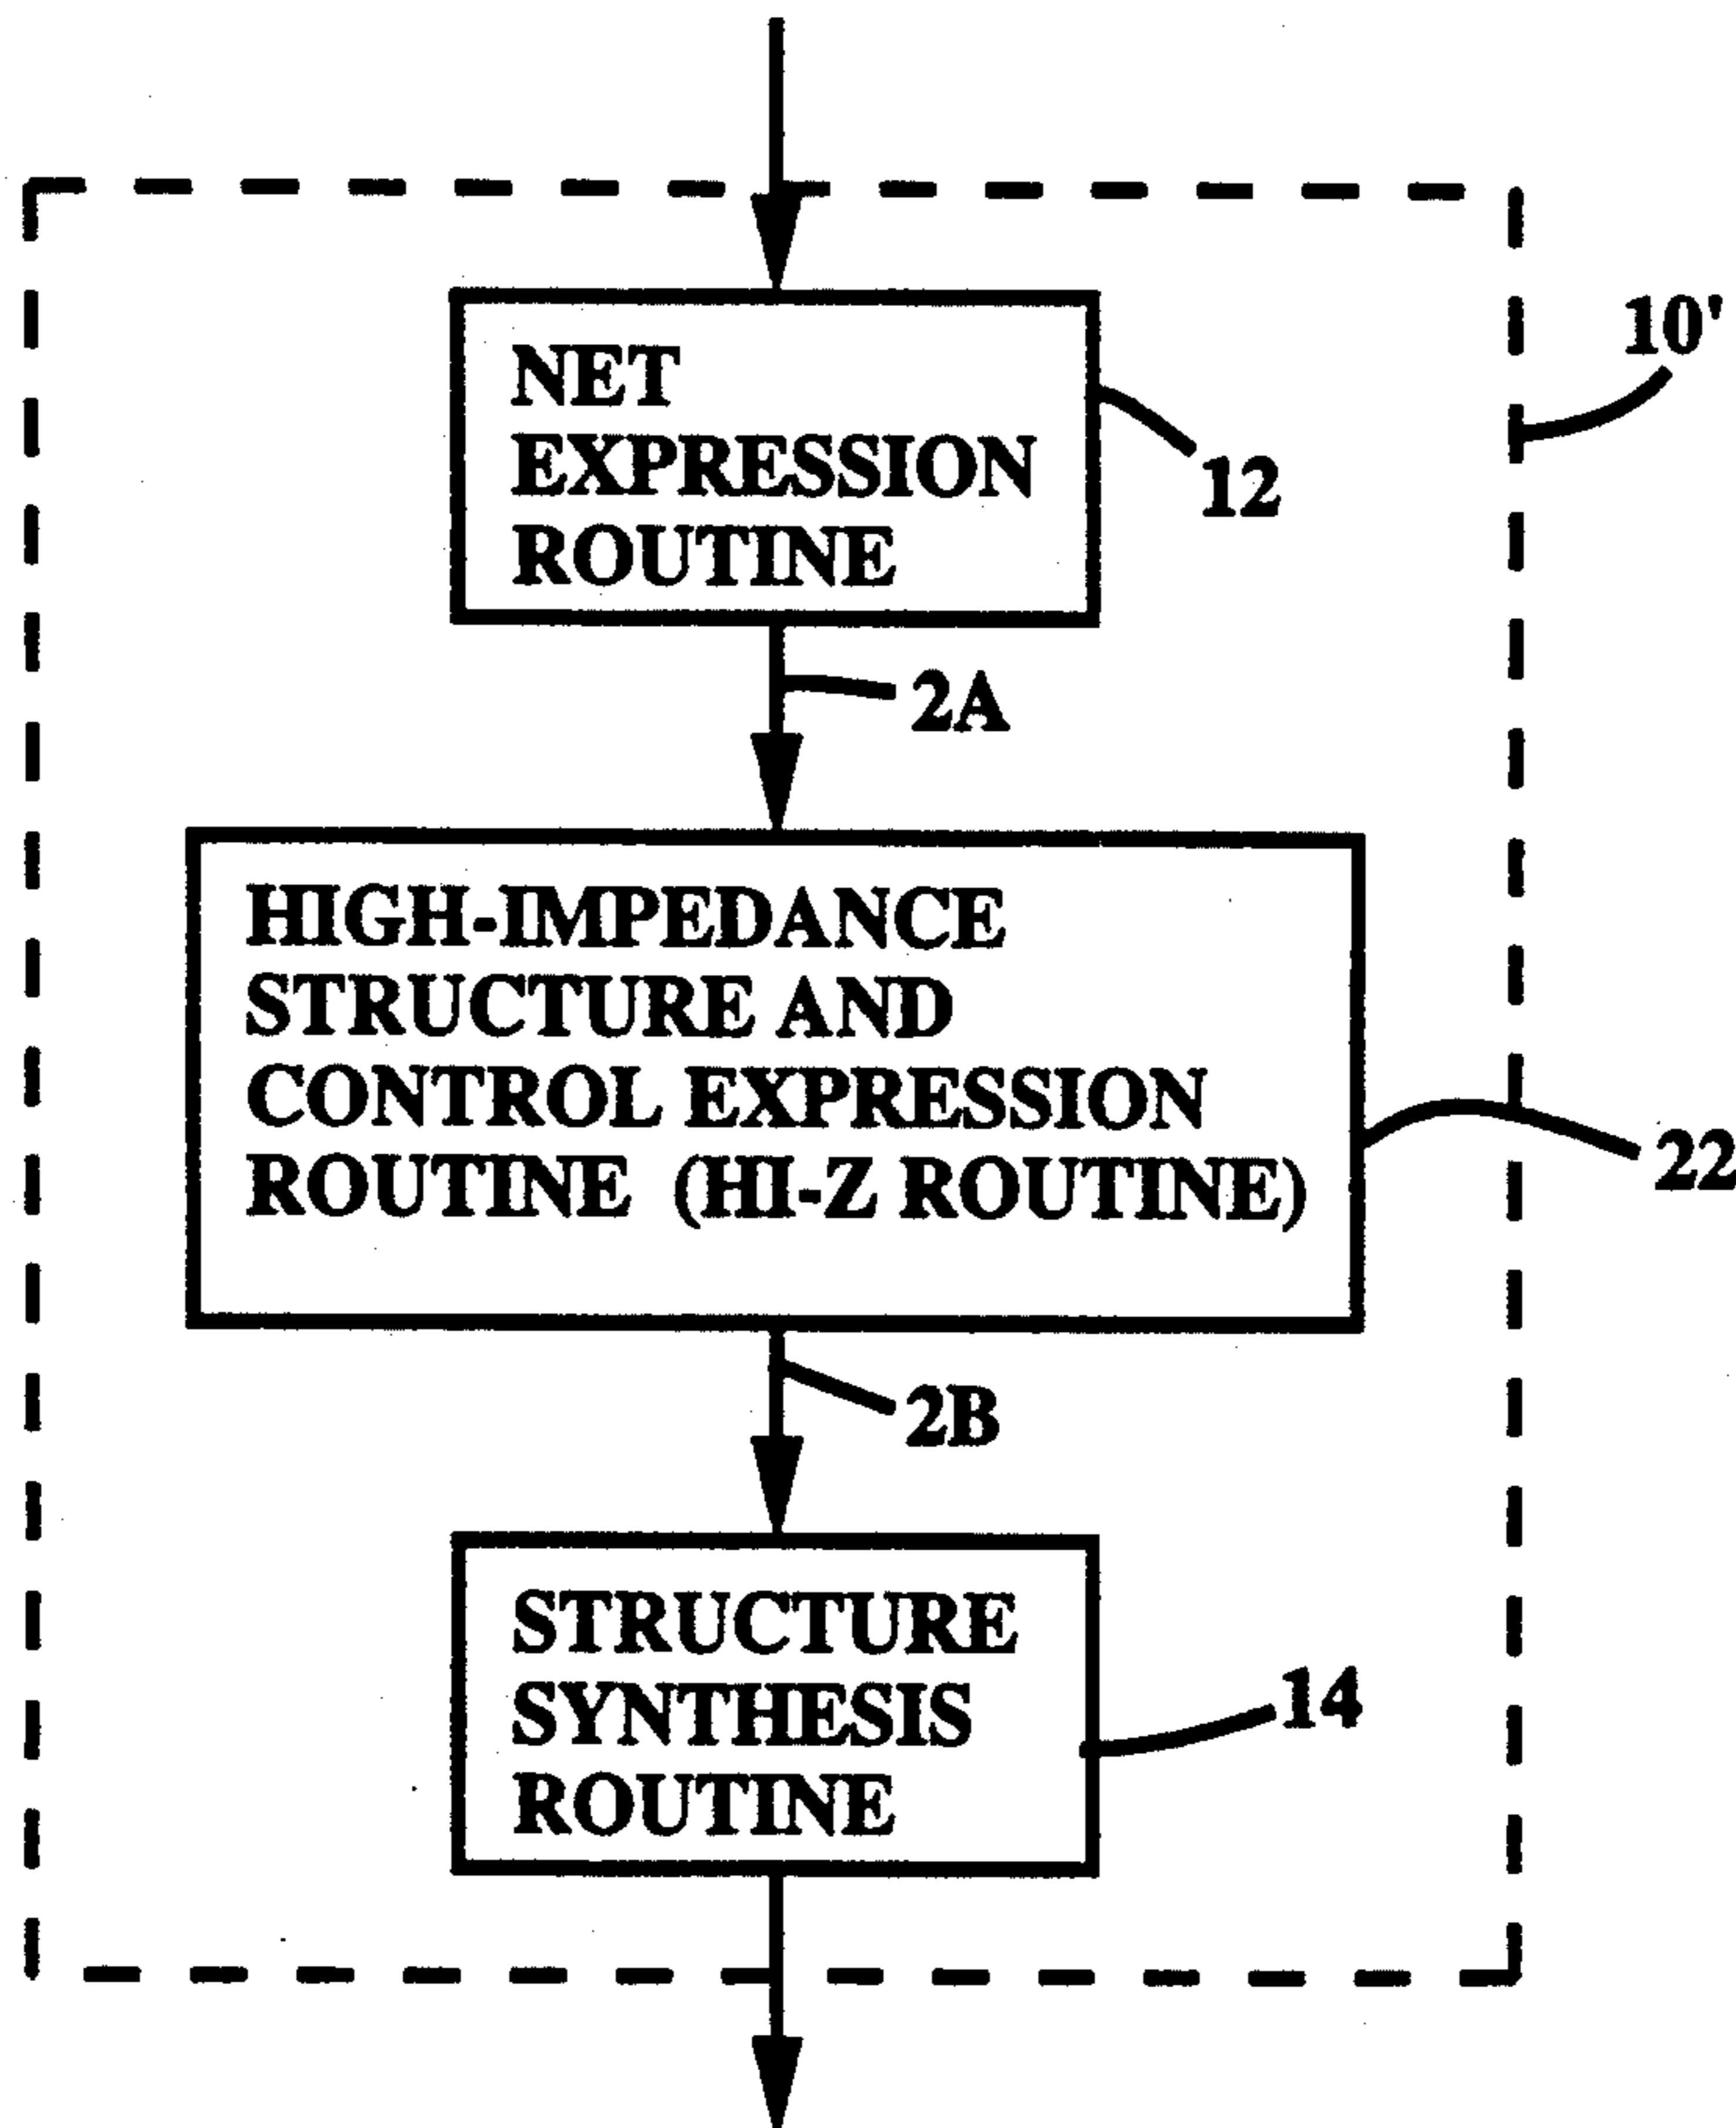 10'
NET
EXPRESSION
ROUTINE
12
2A
HIGH-IMPEDANCE
STRUCTURE AND
CONTROL EXPRESSION
ROUTINE (HI-Z ROUTINE)
22
2B
STRUCTURE
SYNTHESIS
ROUTINE
14